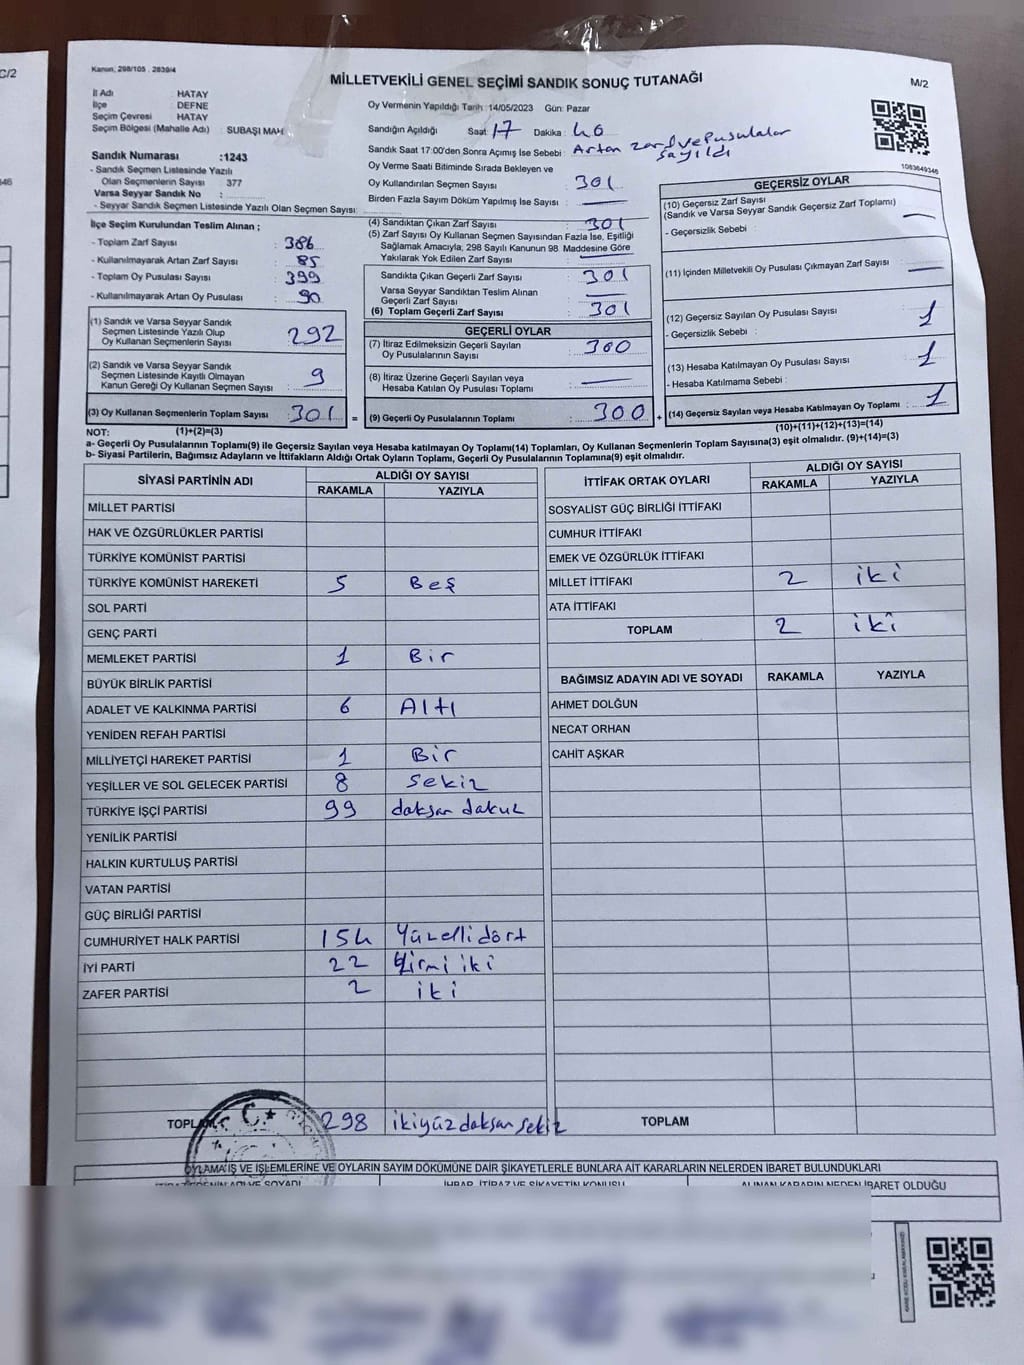 C/2
646
Kanun, 298/105 . 2839/4
MİLLETVEKİLİ GENEL SEÇİMİ SANDIK SONUÇ TUTANAĞI
M/2
İl Adı : HATAY
İlçe : DEFNE
Seçim Çevresi : HATAY
Seçim Bölgesi (Mahalle Adı) : SUBAŞI MAH
Sandık Numarası :1243
- Sandık Seçmen Listesinde Yazılı
Olan Seçmenlerin Sayısı : 377
Varsa Seyyar Sandık No :
- Seyyar Sandık Seçmen Listesinde Yazılı Olan Seçmen Sayısı:
Oy Vermenin Yapıldığı Tarih :14/05/2023 Gün: Pazar
Sandığın Açıldığı Saat: 17 Dakika: 46
Sandık Saat 17:00'den Sonra Açımış İse Sebebi: Artan zarf ve Pusulalar
sayıldı
Oy Verme Saati Bitiminde Sırada Bekleyen ve
Oy Kullandırılan Seçmen Sayısı : 301
Birden Fazla Sayım Döküm Yapılmış İse Sayısı :
1083649346
İlçe Seçim Kurulundan Teslim Alınan ;
- Toplam Zarf Sayısı : 386
- Kullanılmayarak Artan Zarf Sayısı : 85
- Toplam Oy Pusulası Sayısı : 399
- Kullanılmayarak Artan Oy Pusulası : 90
(1) Sandık ve Varsa Seyyar Sandık
Seçmen Listesinde Yazılı Olup
Oy Kullanan Seçmenlerin Sayısı : 292
(2) Sandık ve Varsa Seyyar Sandık
Seçmen Listesinde Kayıtlı Olmayan
Kanun Gereği Oy Kullanan Seçmen Sayısı : 9
(3) Oy Kullanan Seçmenlerin Toplam Sayısı : 301
(1)+(2)=(3)
(4) Sandıktan Çıkan Zarf Sayısı : 301
(5) Zarf Sayısı Oy Kullanan Seçmen Sayısından Fazla İse, Eşitliği
Sağlamak Amacıyla, 298 Sayılı Kanunun 98. Maddesine Göre
Yakılarak Yok Edilen Zarf Sayısı :
Sandıkta Çıkan Geçerli Zarf Sayısı : 301
Varsa Seyyar Sandıktan Teslim Alınan
Geçerli Zarf Sayısı :
(6) Toplam Geçerli Zarf Sayısı : 301
GEÇERLİ OYLAR
(7) İtiraz Edilmeksizin Geçerli Sayılan
Oy Pusulalarının Sayısı : 300
(8) İtiraz Üzerine Geçerli Sayılan veya
Hesaba Katılan Oy Pusulası Toplamı :
= (9) Geçerli Oy Pusulalarının Toplamı : 300 +
GEÇERSİZ OYLAR
(10) Geçersiz Zarf Sayısı
(Sandık ve Varsa Seyyar Sandık Geçersiz Zarf Toplamı) :
- Geçersizlik Sebebi :
(11) İçinden Milletvekili Oy Pusulası Çıkmayan Zarf Sayısı :
(12) Geçersiz Sayılan Oy Pusulası Sayısı : 1
- Geçersizlik Sebebi :
(13) Hesaba Katılmayan Oy Pusulası Sayısı : 1
- Hesaba Katılmama Sebebi :
(14) Geçersiz Sayılan veya Hesaba Katılmayan Oy Toplamı : 1
(10)+(11)+(12)+(13)=(14)
NOT:
a- Geçerli Oy Pusulalarının Toplamı(9) ile Geçersiz Sayılan veya Hesaba katılmayan Oy Toplamı(14) Toplamları, Oy Kullanan Seçmenlerin Toplam Sayısına(3) eşit olmalıdır. (9)+(14)=(3)
b- Siyasi Partilerin, Bağımsız Adayların ve İttifakların Aldığı Ortak Oyların Toplamı, Geçerli Oy Pusulalarının Toplamına(9) eşit olmalıdır.
SİYASİ PARTİNİN ADI ALDIĞI OY SAYISI
RAKAMLA YAZIYLA
MİLLET PARTİSİ
HAK VE ÖZGÜRLÜKLER PARTİSİ
TÜRKİYE KOMÜNİST PARTİSİ
TÜRKİYE KOMÜNİST HAREKETİ 5 Beş
SOL PARTİ
GENÇ PARTİ
MEMLEKET PARTİSİ 1 Bir
BÜYÜK BİRLİK PARTİSİ
ADALET VE KALKINMA PARTİSİ 6 Altı
YENİDEN REFAH PARTİSİ
MİLLİYETÇİ HAREKET PARTİSİ 1 Bir
YEŞİLLER VE SOL GELECEK PARTİSİ 8 Sekiz
TÜRKİYE İŞÇİ PARTİSİ 99 doksan dokuz
YENİLİK PARTİSİ
HALKIN KURTULUŞ PARTİSİ
VATAN PARTİSİ
GÜÇ BİRLİĞİ PARTİSİ
CUMHURİYET HALK PARTİSİ 154 Yüzellidört
İYİ PARTİ 22 Yirmi iki
ZAFER PARTİSİ 2 iki
TOPLAM 298 ikiyüzdoksan sekiz
İTTİFAK ORTAK OYLARI ALDIĞI OY SAYISI
RAKAMLA YAZIYLA
SOSYALİST GÜÇ BİRLİĞİ İTTİFAKI
CUMHUR İTTİFAKI
EMEK VE ÖZGÜRLÜK İTTİFAKI
MİLLET İTTİFAKI 2 iki
ATA İTTİFAKI
TOPLAM 2 iki
BAĞIMSIZ ADAYIN ADI VE SOYADI RAKAMLA YAZIYLA
AHMET DOLĞUN
NECAT ORHAN
CAHİT AŞKAR
TOPLAM
OYLAMA İŞ VE İŞLEMLERİNE VE OYLARIN SAYIM DÖKÜMÜNE DAİR ŞİKAYETLERLE BUNLARA AİT KARARLARIN NELERDEN İBARET BULUNDUKLARI
İTİRAZ EDENİN ADI VE SOYADI İHBAR, İTİRAZ VE ŞİKAYETİN KONUSU ALINAN KARARIN NEDEN İBARET OLDUĞU